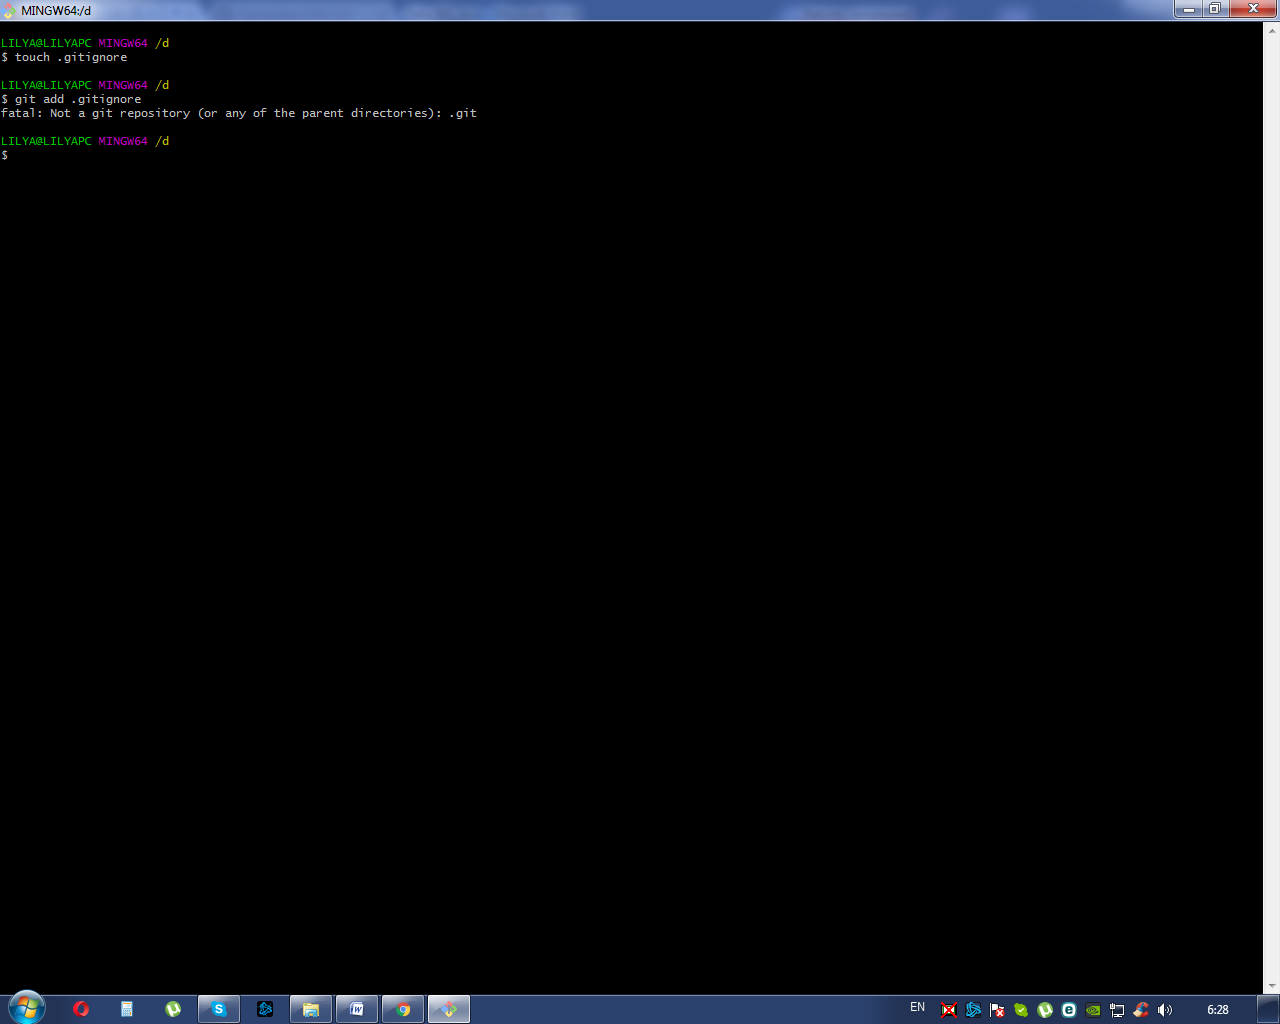 MINGW64:/d
LILYA@LILYAPC MINGW64 /d
$ touch .gitignore
LILYA@LILYAPC MINGW64 /d
$ git add .gitignore
fatal: Not a git repository (or any of the parent directories): .git
LILYA@LILYAPC MINGW64 /d
$
EN
6:28